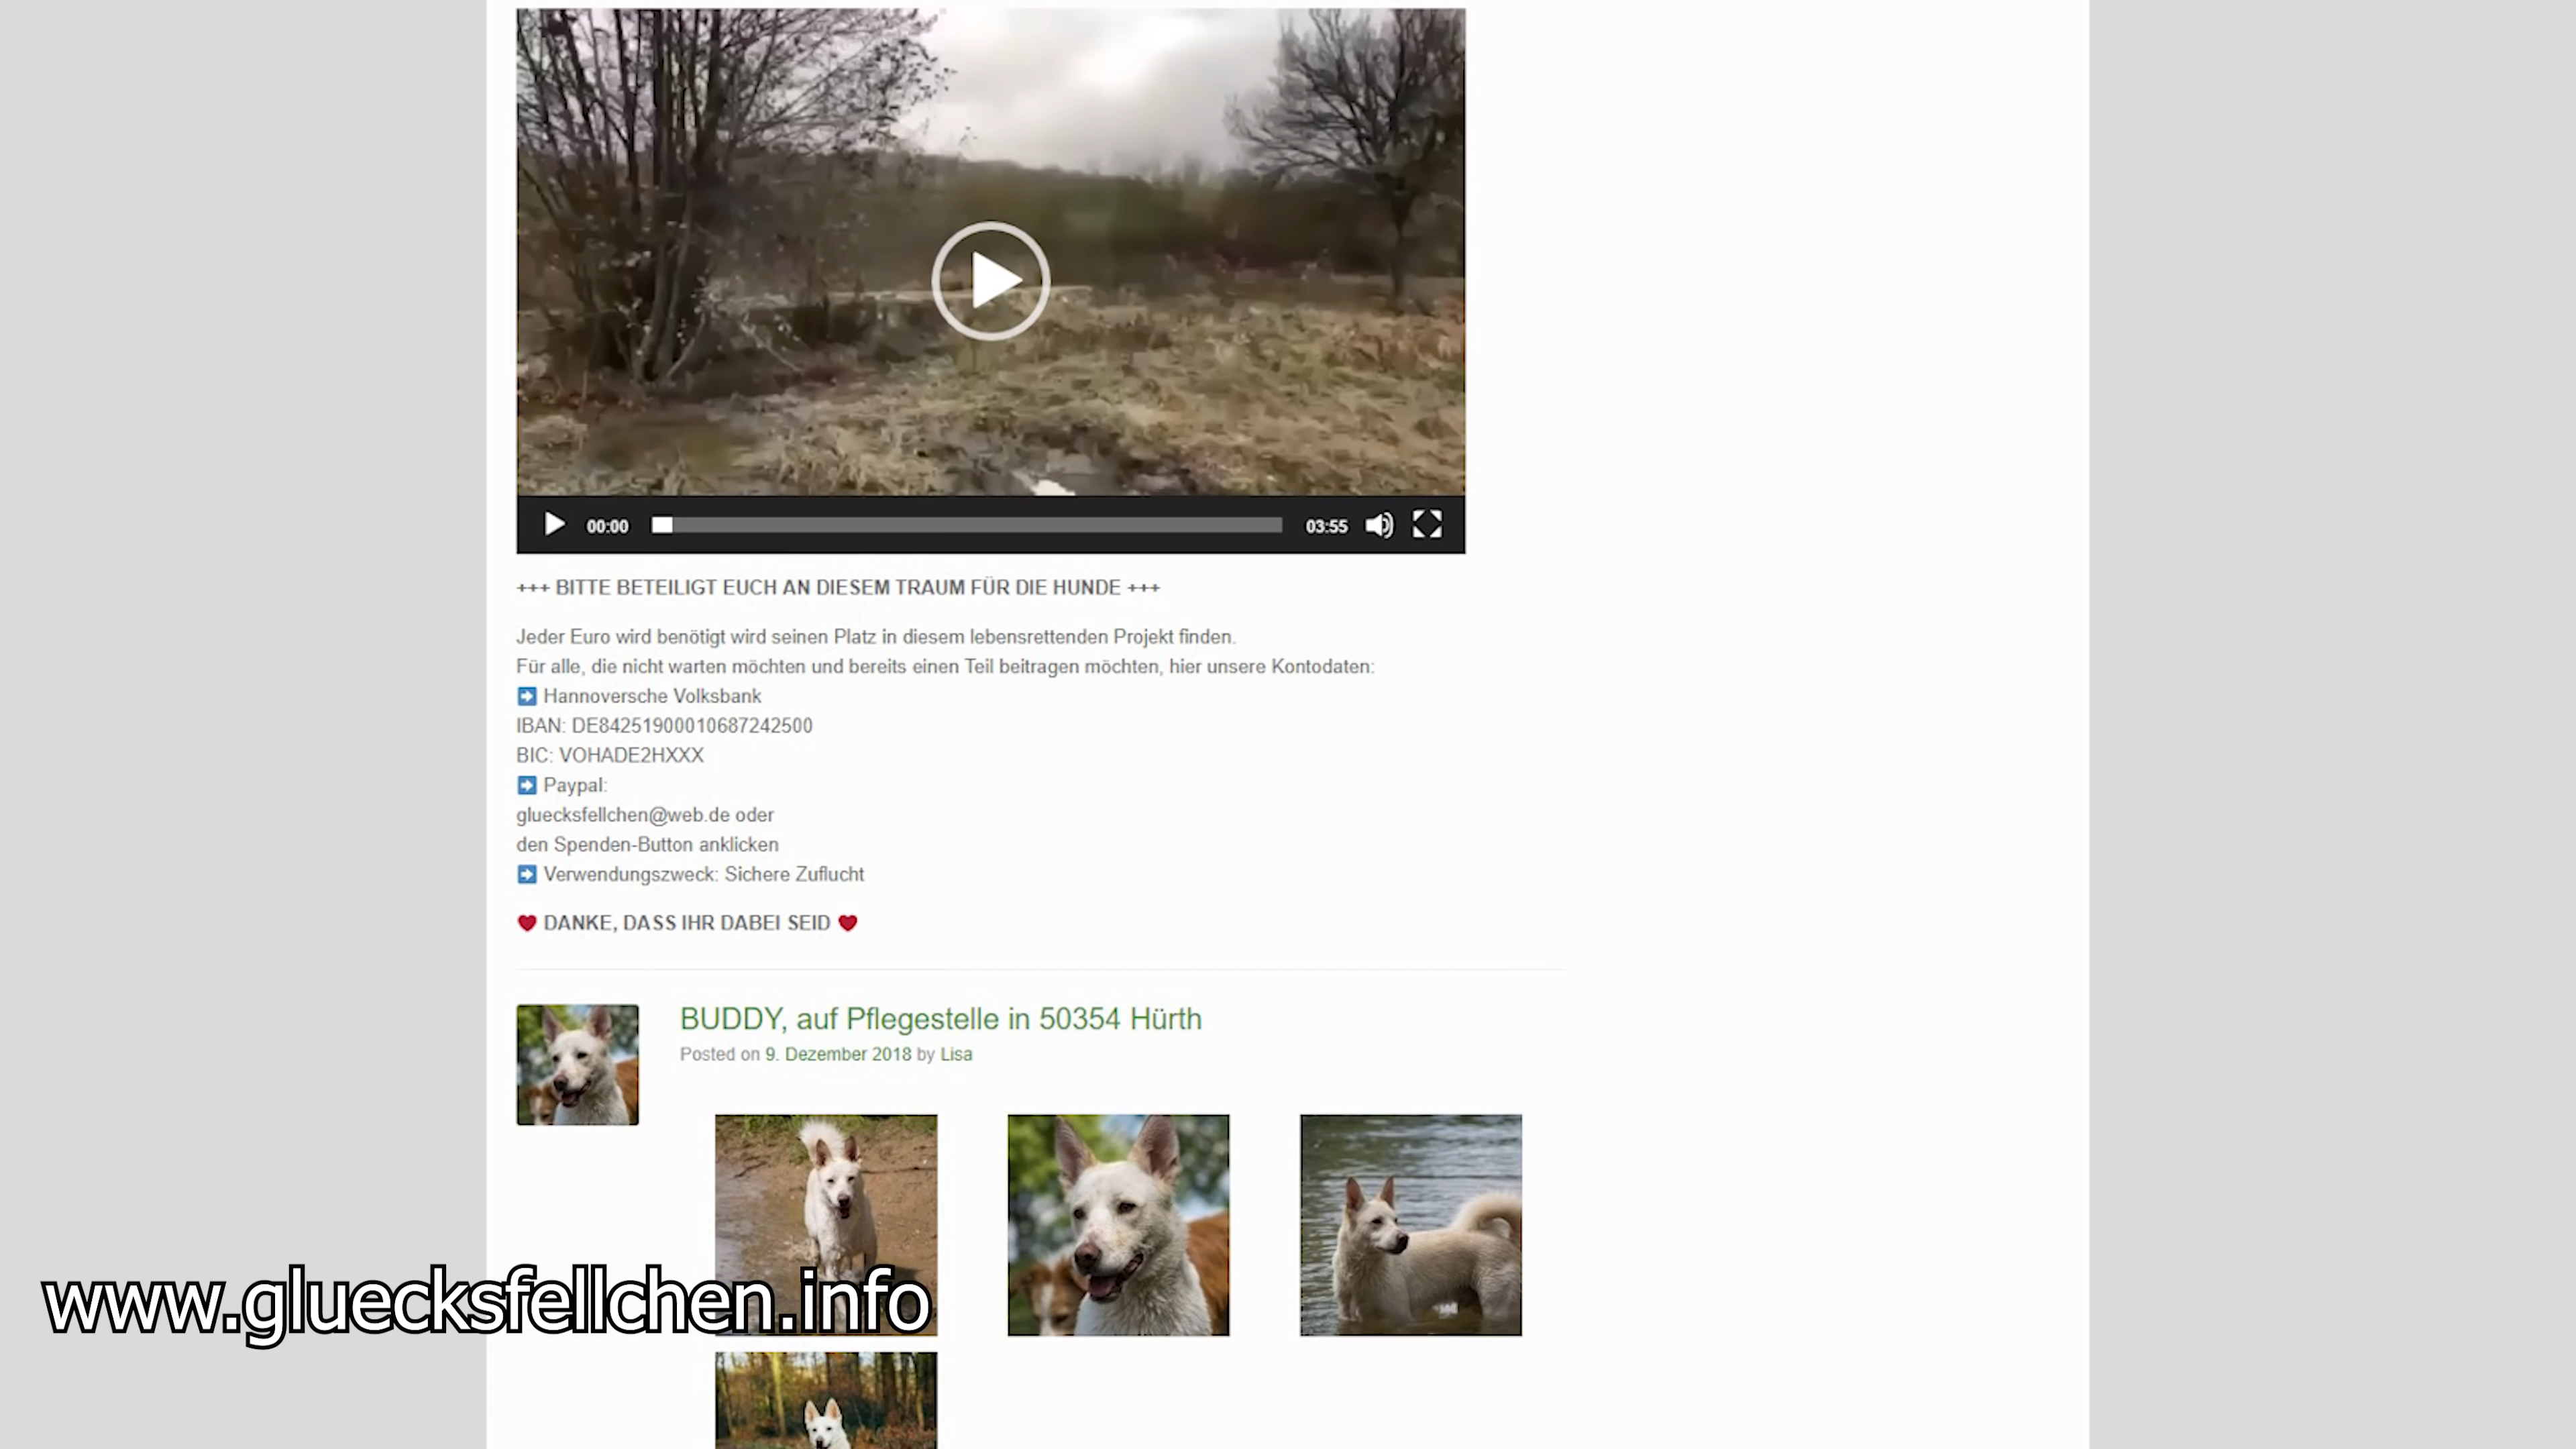 00:00
03:55
+++ BITTE BETEILIGT EUCH AN DIESEM TRAUM FÜR DIE HUNDE +++
Jeder Euro wird benötigt wird seinen Platz in diesem lebensrettenden Projekt finden.
Für alle, die nicht warten möchten und bereits einen Teil beitragen möchten, hier unsere Kontodaten:
➡ Hannoversche Volksbank
IBAN: DE84251900010687242500
BIC: VOHADE2HXXX
➡ Paypal:
gluecksfellchen@web.de oder
den Spenden-Button anklicken
➡ Verwendungszweck: Sichere Zuflucht
❤ DANKE, DASS IHR DABEI SEID ❤
BUDDY, auf Pflegestelle in 50354 Hürth
Posted on 9. Dezember 2018 by Lisa
www.gluecksfellchen.info